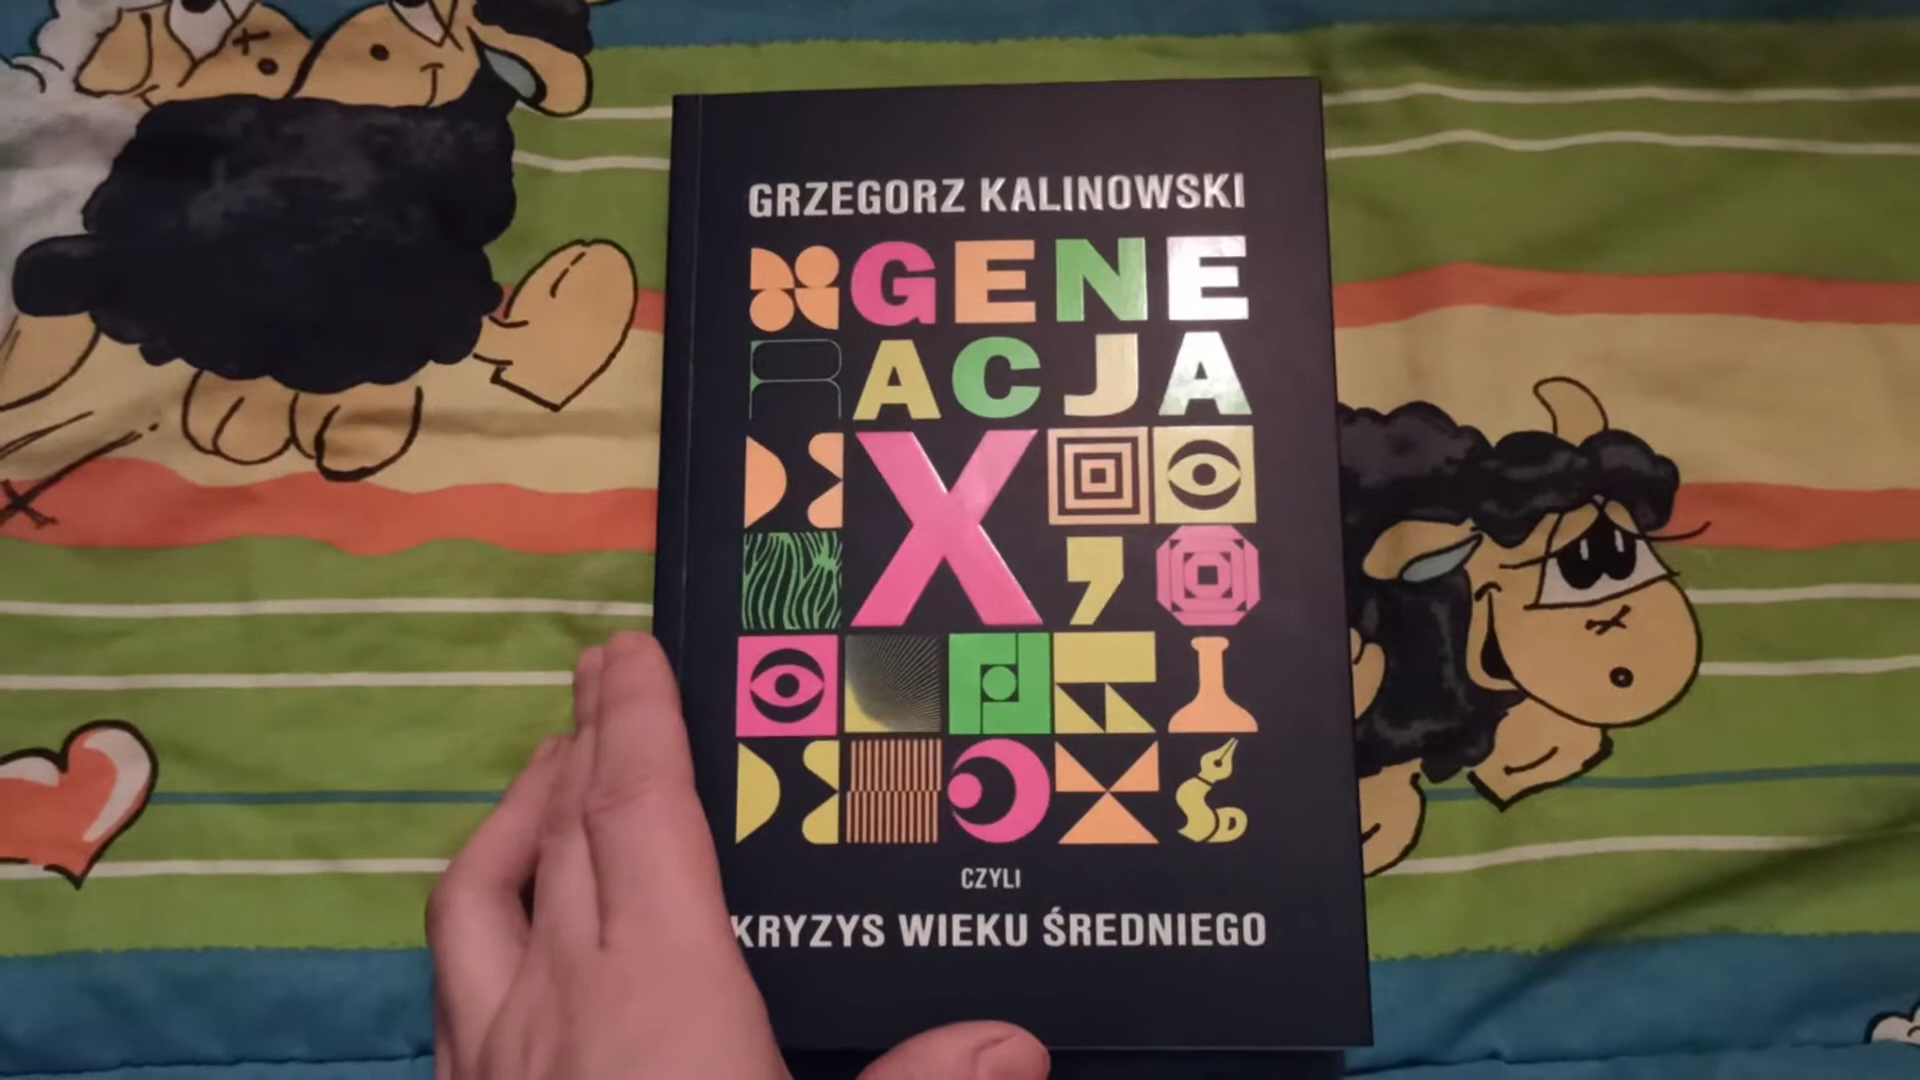 GRZEGORZ KALINOWSKI
GENE
ACJA
X,
CZYLI
KRYZYS WIEKU ŚREDNIEGO